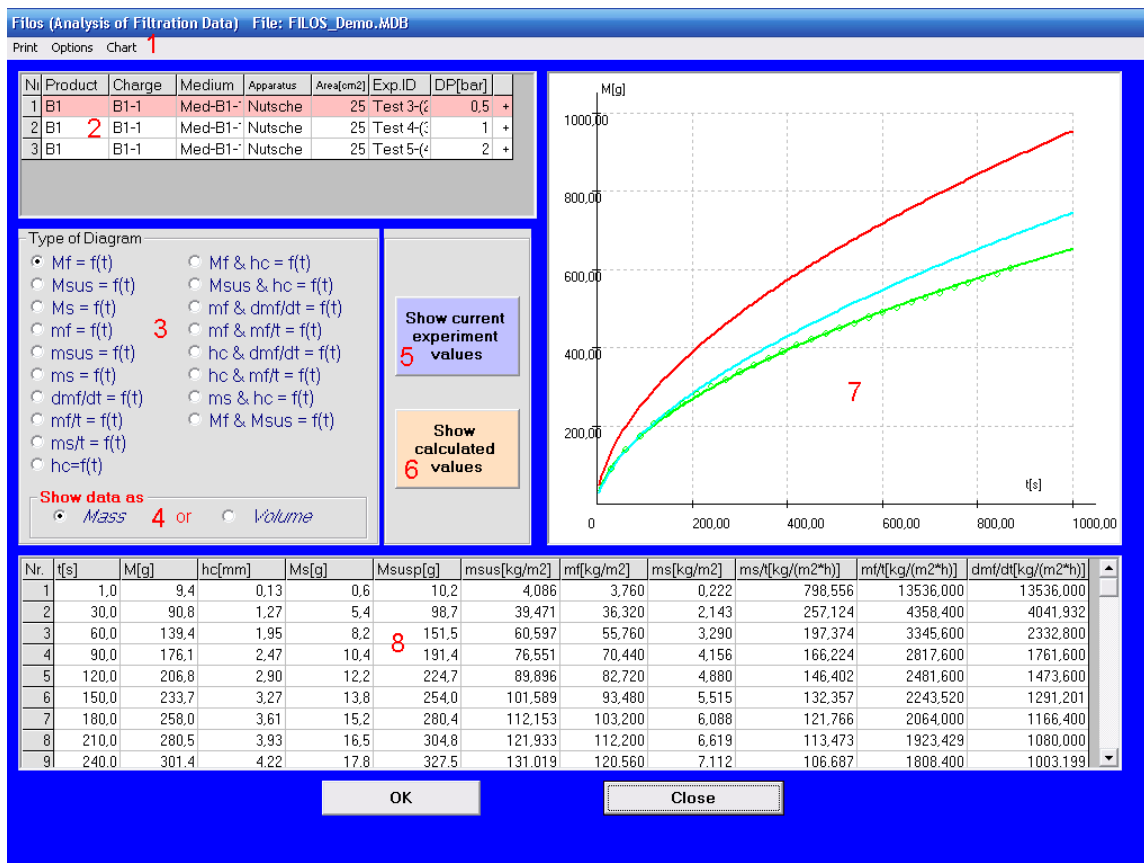 Filos (Analysis of Filtration Data) File: FILOS_Demo.MDB
Print Options Chart 1
Nr Product Charge Medium Apparatus Area[cm2] Exp.ID DP[bar]
1 B1 B1-1 Med-B1- Nutsche 25 Test 3-(2 0,5 +
2 B1 B1-1 Med-B1- Nutsche 25 Test 4-(3 1 +
3 B1 B1-1 Med-B1- Nutsche 25 Test 5-(4 2 +
2
Type of Diagram
Mf = f(t) Mf & hc = f(t)
Msus = f(t) Msus & hc = f(t)
Ms = f(t) mf & dmf/dt = f(t)
mf = f(t) 3 mf & mf/t = f(t)
msus = f(t) hc & dmf/dt = f(t)
ms = f(t) hc & mf/t = f(t)
dmf/dt = f(t) ms & hc = f(t)
mf/t = f(t) Mf & Msus = f(t)
ms/t = f(t)
hc=f(t)
Show data as
Mass 4 or Volume
Show current
experiment
5 values
Show
calculated
6 values
M[g]
1000,00
800,00
600,00
400,00
200,00
7
t[s]
0 200,00 400,00 600,00 800,00 1000,00
Nr. t[s] M[g] hc[mm] Ms[g] Msusp[g] msus[kg/m2] mf[kg/m2] ms[kg/m2] ms/t[kg/(m2*h)] mf/t[kg/(m2*h)] dmf/dt[kg/(m2*h)]
1 1,0 9,4 0,13 0,6 10,2 4,086 3,760 0,222 798,556 13536,000 13536,000
2 30,0 90,8 1,27 5,4 98,7 39,471 36,320 2,143 257,124 4358,400 4041,932
3 60,0 139,4 1,95 8,2 151,5 60,597 55,760 3,290 197,374 3345,600 2332,800
4 90,0 176,1 2,47 10,4 191,4 76,551 70,440 4,156 166,224 2817,600 1761,600
5 120,0 206,8 2,90 12,2 224,7 89,896 82,720 4,880 146,402 2481,600 1473,600
6 150,0 233,7 3,27 13,8 254,0 101,589 93,480 5,515 132,357 2243,520 1291,201
7 180,0 258,0 3,61 15,2 280,4 112,153 103,200 6,088 121,766 2064,000 1166,400
8 210,0 280,5 3,93 16,5 304,8 121,933 112,200 6,619 113,473 1923,429 1080,000
9 240,0 301,4 4,22 17,8 327,5 131,019 120,560 7,112 106,687 1808,400 1003,199
8
OK Close